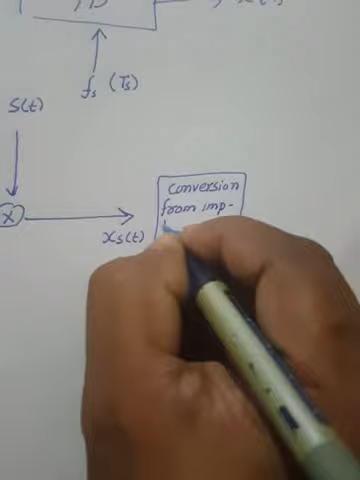 fs (Ts)
S(t)
X
xs(t)
conversion
from imp-